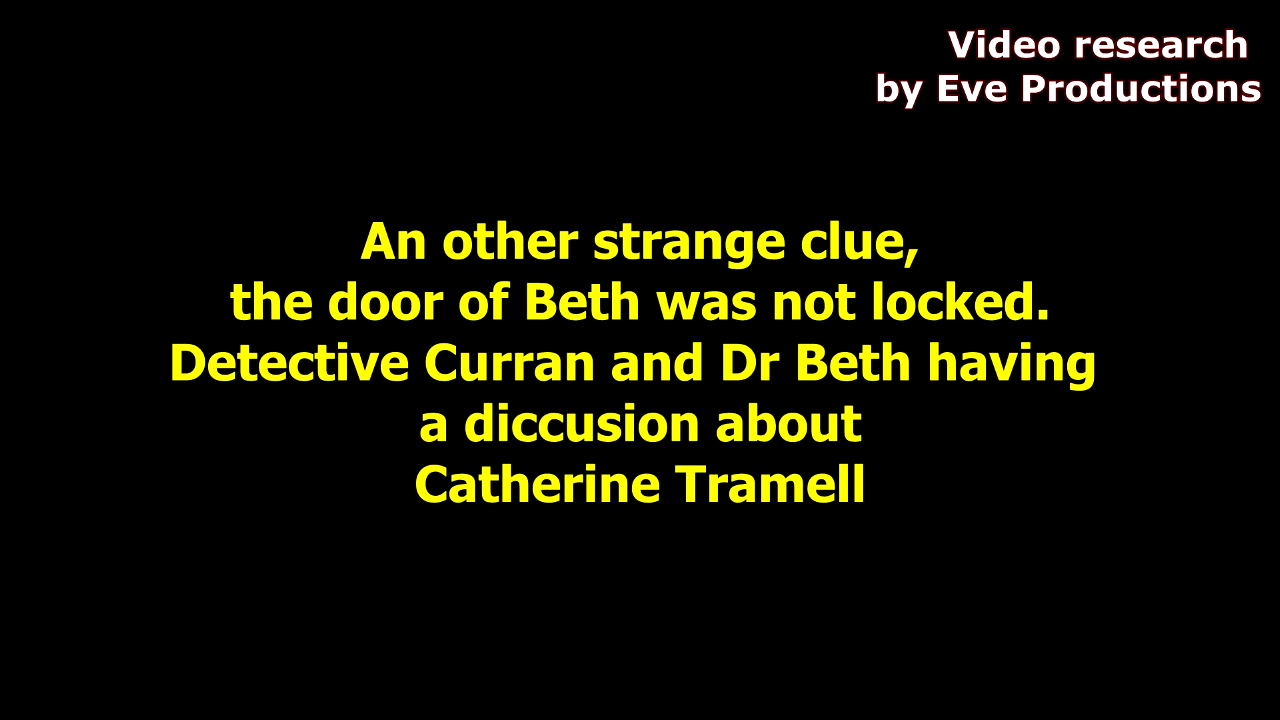 Video research
by Eve Productions
An other strange clue,
the door of Beth was not locked.
Detective Curran and Dr Beth having
a diccusion about
Catherine Tramell